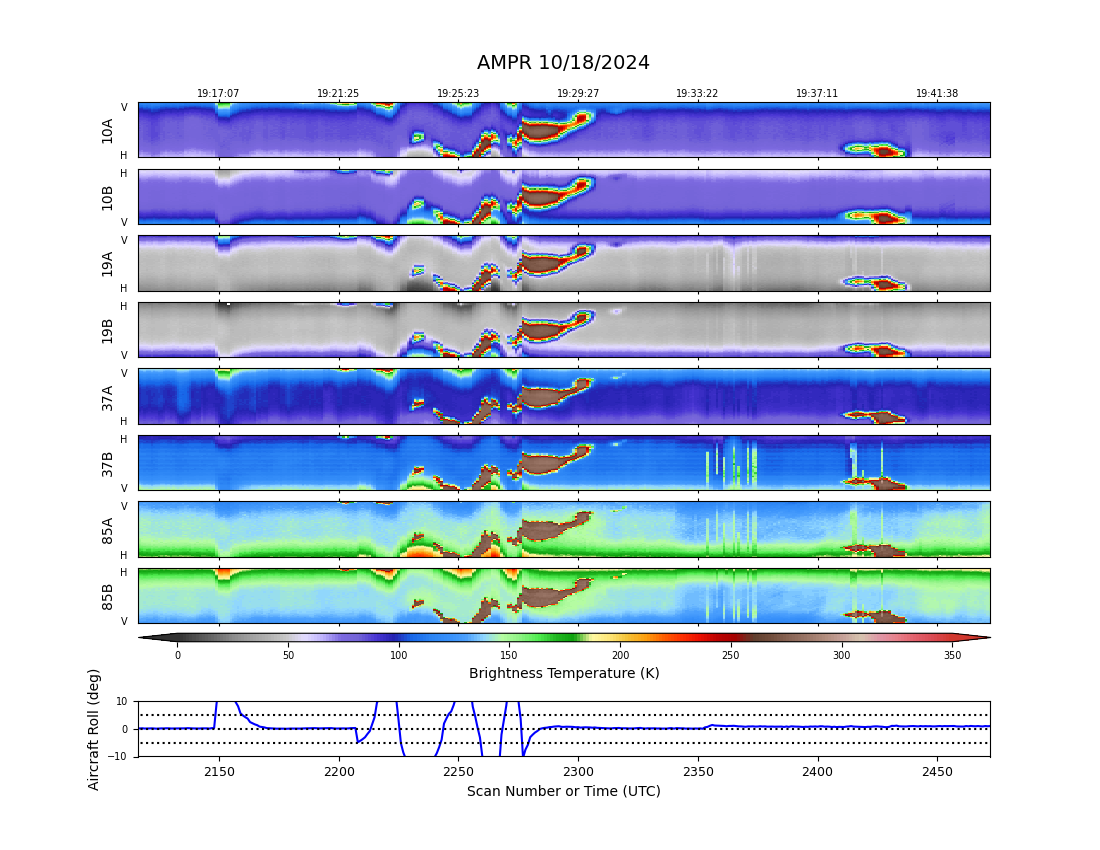 AMPR 10/18/2024
19:17:07 19:21:25 19:25:23 19:29:27 19:33:22 19:37:11 19:41:38
V
10A
H
H
10B
V
V
19A
H
H
19B
V
V
37A
H
H
37B
V
V
85A
H
H
85B
V
0 50 100 150 200 250 300 350
Brightness Temperature (K)
Aircraft Roll (deg)
10
0
−10
2150 2200 2250 2300 2350 2400 2450
Scan Number or Time (UTC)